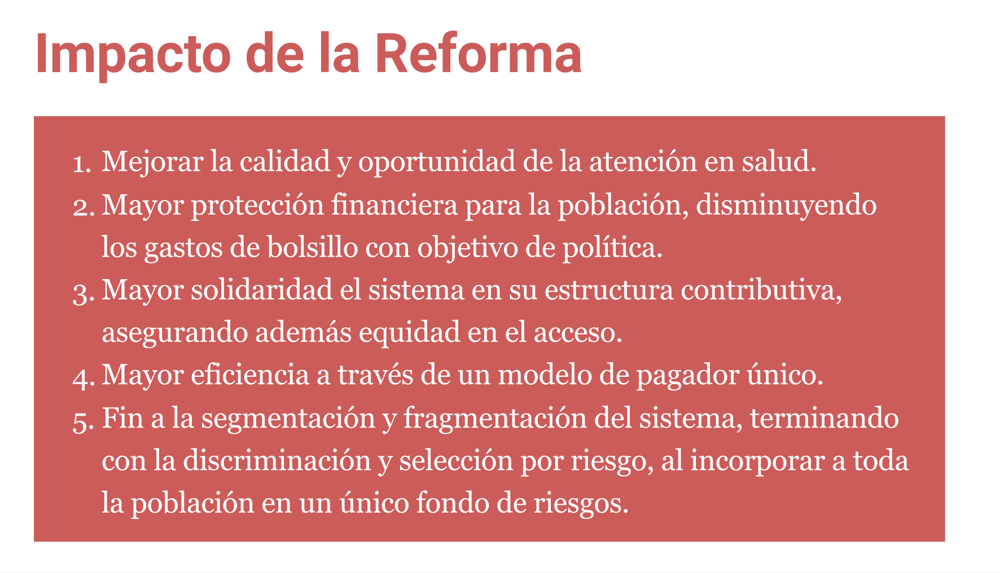 Impacto de la Reforma
1. Mejorar la calidad y oportunidad de la atención en salud.
2. Mayor protección financiera para la población, disminuyendo
los gastos de bolsillo con objetivo de política.
3. Mayor solidaridad el sistema en su estructura contributiva,
asegurando además equidad en el acceso.
4. Mayor eficiencia a través de un modelo de pagador único.
5. Fin a la segmentación y fragmentación del sistema, terminando
con la discriminación y selección por riesgo, al incorporar a toda
la población en un único fondo de riesgos.